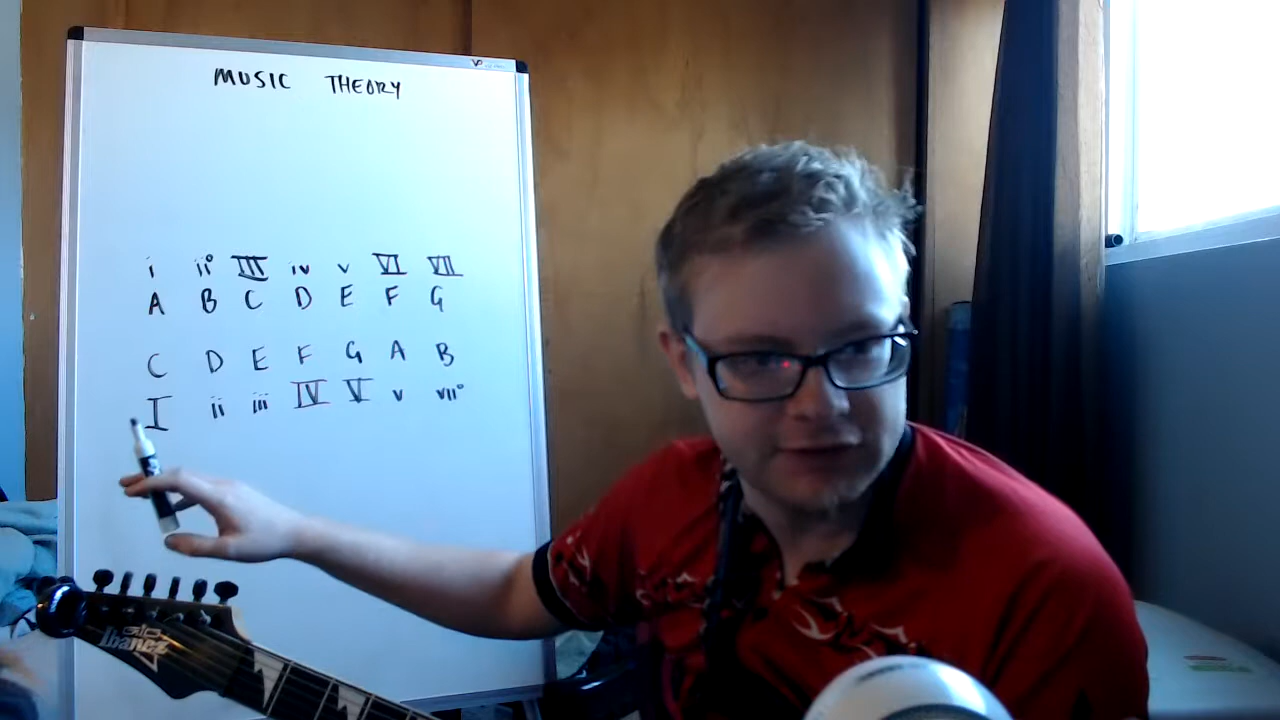 MUSIC THEORY
i ii° III iv v VI VII
A B C D E F G
C D E F G A B
I ii iii IV V v vii°
Ibanez